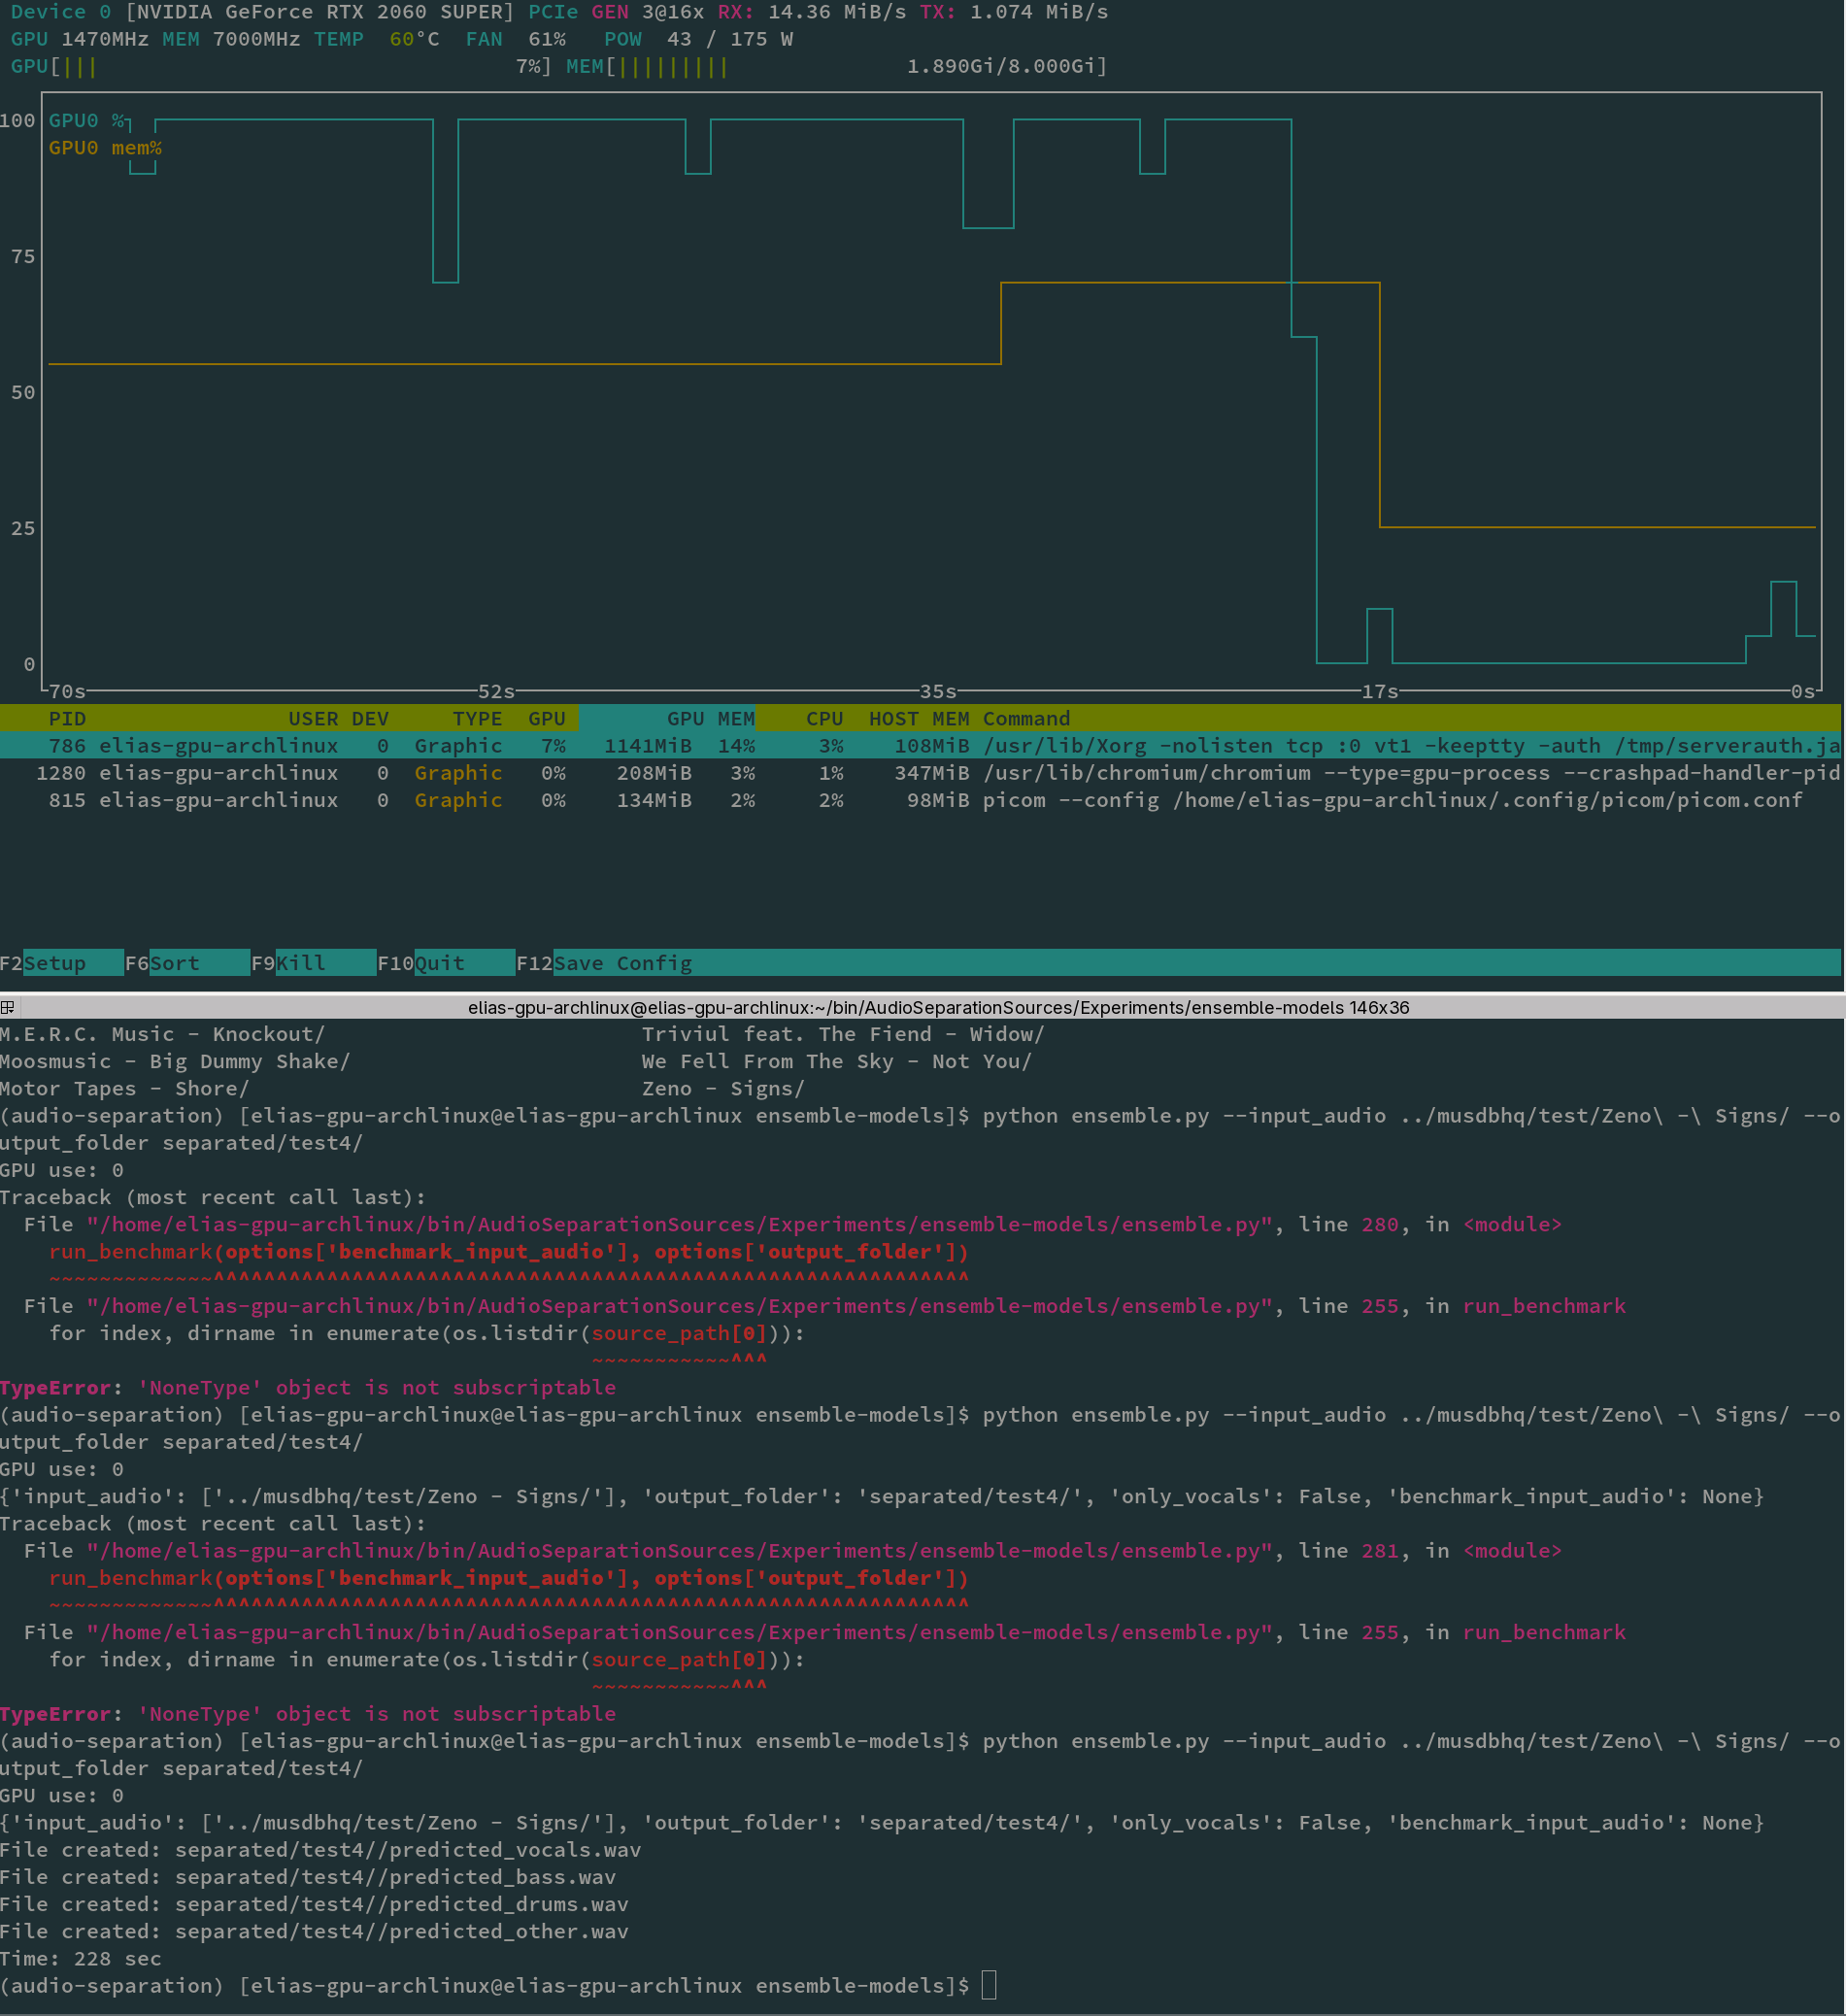 Device 0 [NVIDIA GeForce RTX 2060 SUPER] PCIe GEN 3@16x RX: 14.36 MiB/s TX: 1.074 MiB/s
GPU 1470MHz MEM 7000MHz TEMP  60°C  FAN  61%   POW  43 / 175 W
GPU[|||                                 7%] MEM[|||||||||              1.890Gi/8.000Gi]
100 GPU0 %
GPU0 mem%
75
50
25
0
70s 52s 35s 17s 0s
PID USER DEV TYPE GPU GPU MEM CPU HOST MEM Command
786 elias-gpu-archlinux 0 Graphic 7% 1141MiB 14% 3% 108MiB /usr/lib/Xorg -nolisten tcp :0 vt1 -keeptty -auth /tmp/serverauth.ja
1280 elias-gpu-archlinux 0 Graphic 0% 208MiB 3% 1% 347MiB /usr/lib/chromium/chromium --type=gpu-process --crashpad-handler-pid
815 elias-gpu-archlinux 0 Graphic 0% 134MiB 2% 2% 98MiB picom --config /home/elias-gpu-archlinux/.config/picom/picom.conf
F2Setup F6Sort F9Kill F10Quit F12Save Config
elias-gpu-archlinux@elias-gpu-archlinux:~/bin/AudioSeparationSources/Experiments/ensemble-models 146x36
M.E.R.C. Music - Knockout/ Triviul feat. The Fiend - Widow/
Moosmusic - Big Dummy Shake/ We Fell From The Sky - Not You/
Motor Tapes - Shore/ Zeno - Signs/
(audio-separation) [elias-gpu-archlinux@elias-gpu-archlinux ensemble-models]$ python ensemble.py --input_audio ../musdbhq/test/Zeno\ -\ Signs/ --o
utput_folder separated/test4/
GPU use: 0
Traceback (most recent call last):
  File "/home/elias-gpu-archlinux/bin/AudioSeparationSources/Experiments/ensemble-models/ensemble.py", line 280, in <module>
    run_benchmark(options['benchmark_input_audio'], options['output_folder'])
    ~~~~~~~~~~~~~^^^^^^^^^^^^^^^^^^^^^^^^^^^^^^^^^^^^^^^^^^^^^^^^^^^^^^^^^^^^
  File "/home/elias-gpu-archlinux/bin/AudioSeparationSources/Experiments/ensemble-models/ensemble.py", line 255, in run_benchmark
    for index, dirname in enumerate(os.listdir(source_path[0])):
                                               ~~~~~~~~~~~^^^
TypeError: 'NoneType' object is not subscriptable
(audio-separation) [elias-gpu-archlinux@elias-gpu-archlinux ensemble-models]$ python ensemble.py --input_audio ../musdbhq/test/Zeno\ -\ Signs/ --o
utput_folder separated/test4/
GPU use: 0
{'input_audio': ['../musdbhq/test/Zeno - Signs/'], 'output_folder': 'separated/test4/', 'only_vocals': False, 'benchmark_input_audio': None}
Traceback (most recent call last):
  File "/home/elias-gpu-archlinux/bin/AudioSeparationSources/Experiments/ensemble-models/ensemble.py", line 281, in <module>
    run_benchmark(options['benchmark_input_audio'], options['output_folder'])
    ~~~~~~~~~~~~~^^^^^^^^^^^^^^^^^^^^^^^^^^^^^^^^^^^^^^^^^^^^^^^^^^^^^^^^^^^^
  File "/home/elias-gpu-archlinux/bin/AudioSeparationSources/Experiments/ensemble-models/ensemble.py", line 255, in run_benchmark
    for index, dirname in enumerate(os.listdir(source_path[0])):
                                               ~~~~~~~~~~~^^^
TypeError: 'NoneType' object is not subscriptable
(audio-separation) [elias-gpu-archlinux@elias-gpu-archlinux ensemble-models]$ python ensemble.py --input_audio ../musdbhq/test/Zeno\ -\ Signs/ --o
utput_folder separated/test4/
GPU use: 0
{'input_audio': ['../musdbhq/test/Zeno - Signs/'], 'output_folder': 'separated/test4/', 'only_vocals': False, 'benchmark_input_audio': None}
File created: separated/test4//predicted_vocals.wav
File created: separated/test4//predicted_bass.wav
File created: separated/test4//predicted_drums.wav
File created: separated/test4//predicted_other.wav
Time: 228 sec
(audio-separation) [elias-gpu-archlinux@elias-gpu-archlinux ensemble-models]$